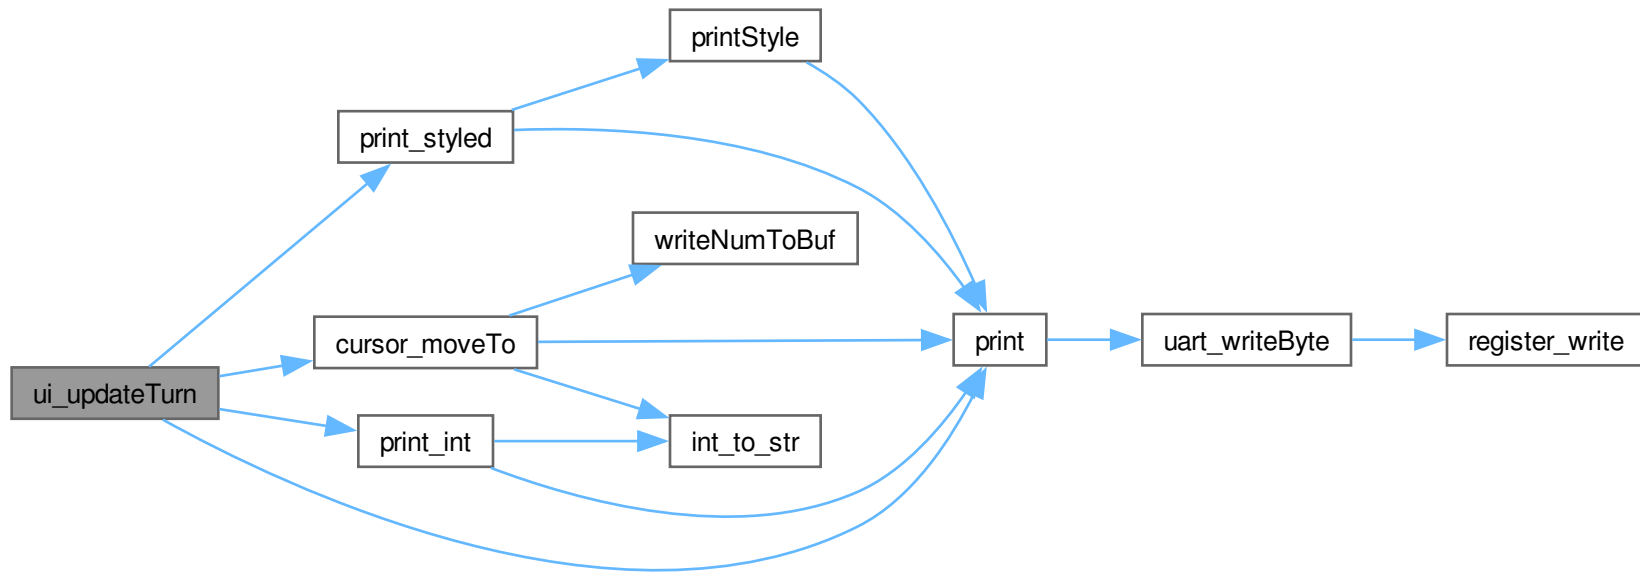 printStyle
print_styled
writeNumToBuf
cursor_moveTo
print
uart_writeByte
register_write
ui_updateTurn
print_int
int_to_str